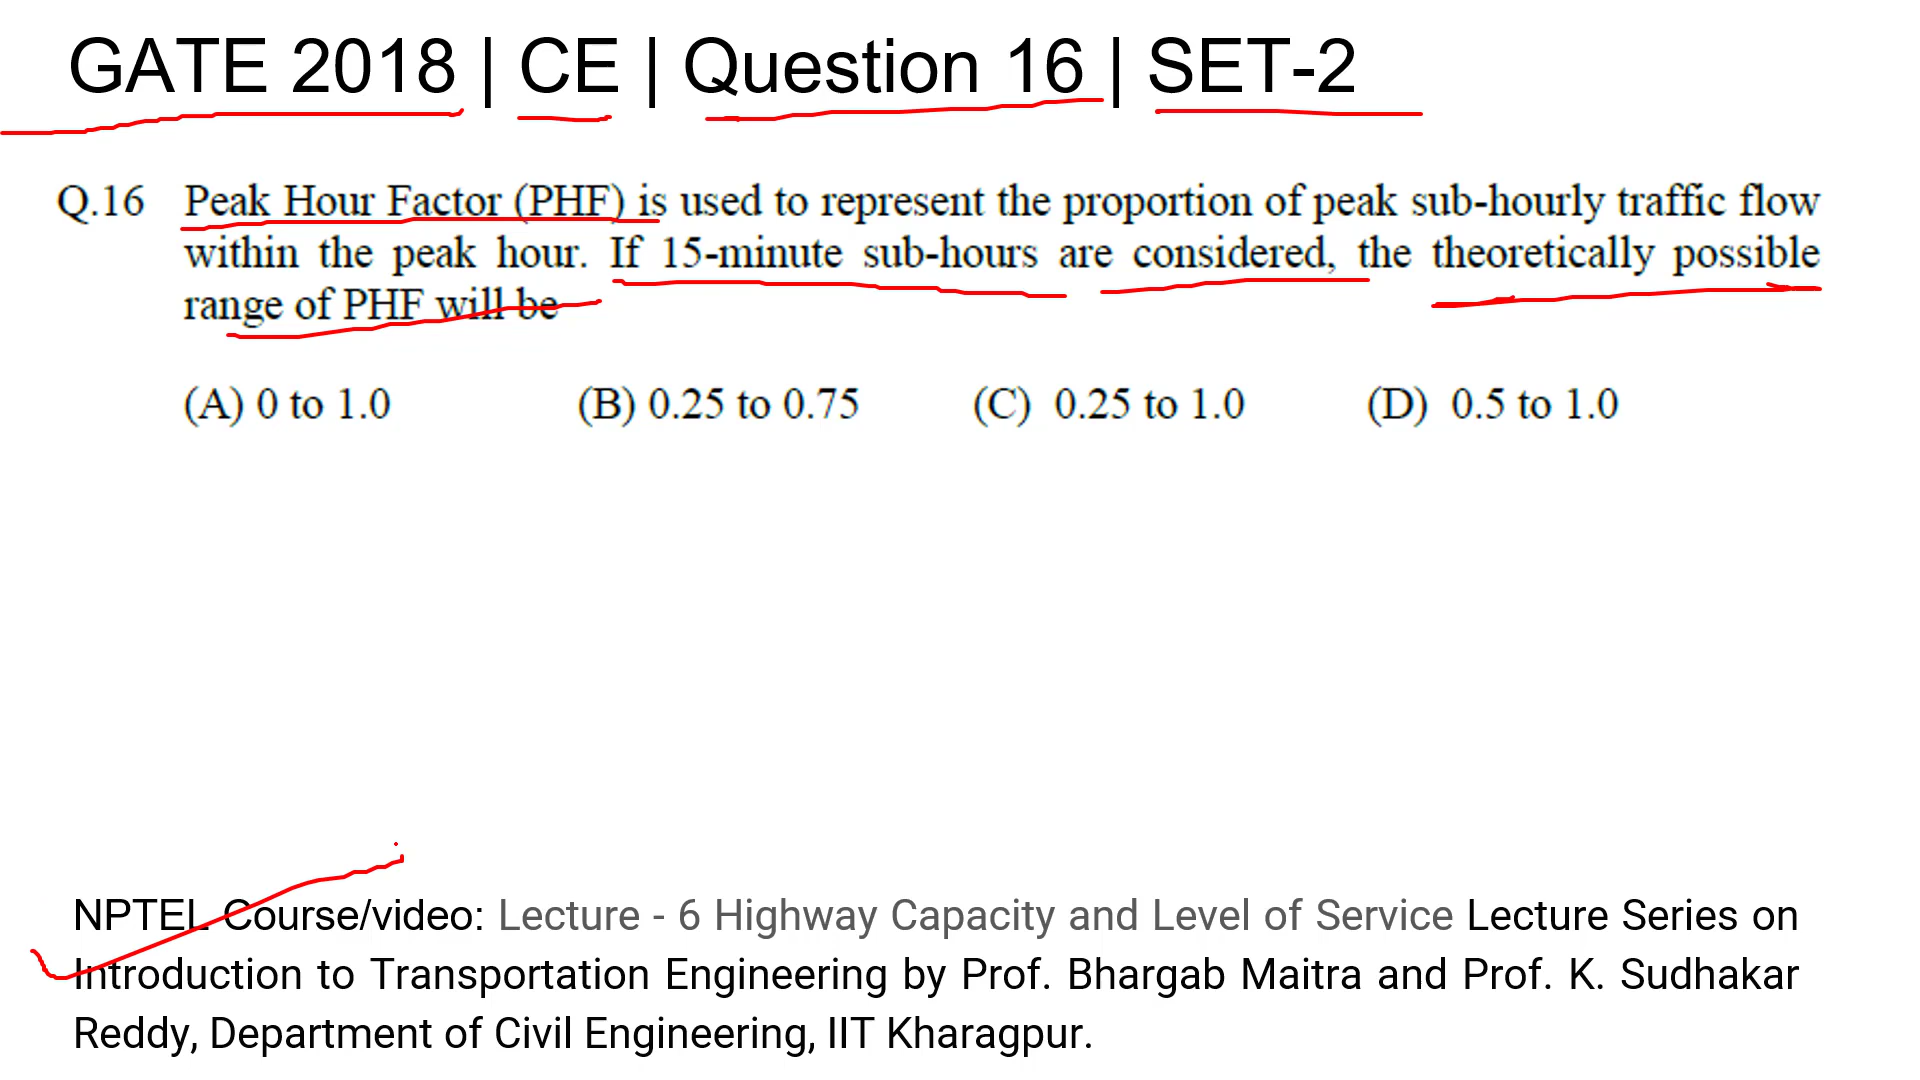 GATE 2018 | CE | Question 16 | SET-2
Q.16 Peak Hour Factor (PHF) is used to represent the proportion of peak sub-hourly traffic flow
within the peak hour. If 15-minute sub-hours are considered, the theoretically possible
range of PHF will be
(A) 0 to 1.0 (B) 0.25 to 0.75 (C) 0.25 to 1.0 (D) 0.5 to 1.0
NPTEL Course/video: Lecture - 6 Highway Capacity and Level of Service Lecture Series on
Introduction to Transportation Engineering by Prof. Bhargab Maitra and Prof. K. Sudhakar
Reddy, Department of Civil Engineering, IIT Kharagpur.